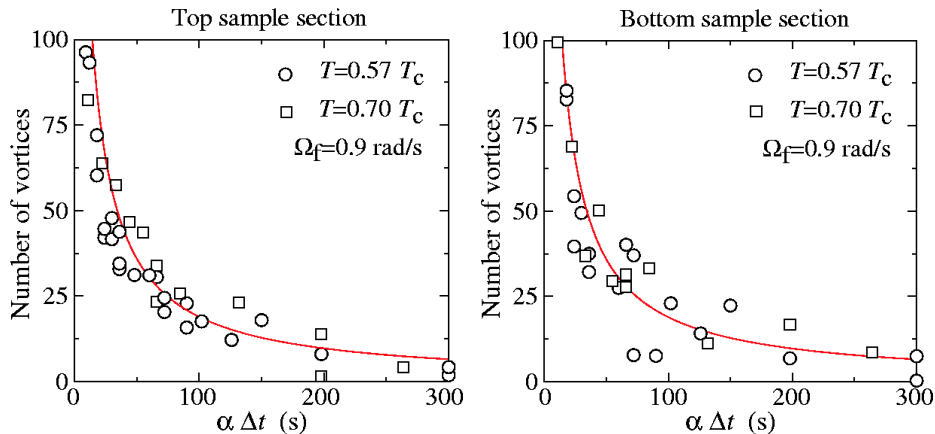 Top sample section
Number of vortices
100
75
50
25
0
T=0.57 Tc
T=0.70 Tc
Ωf=0.9 rad/s
0 100 200 300
α Δt (s)
Bottom sample section
Number of vortices
100
75
50
25
0
T=0.57 Tc
T=0.70 Tc
Ωf=0.9 rad/s
0 100 200 300
α Δt (s)